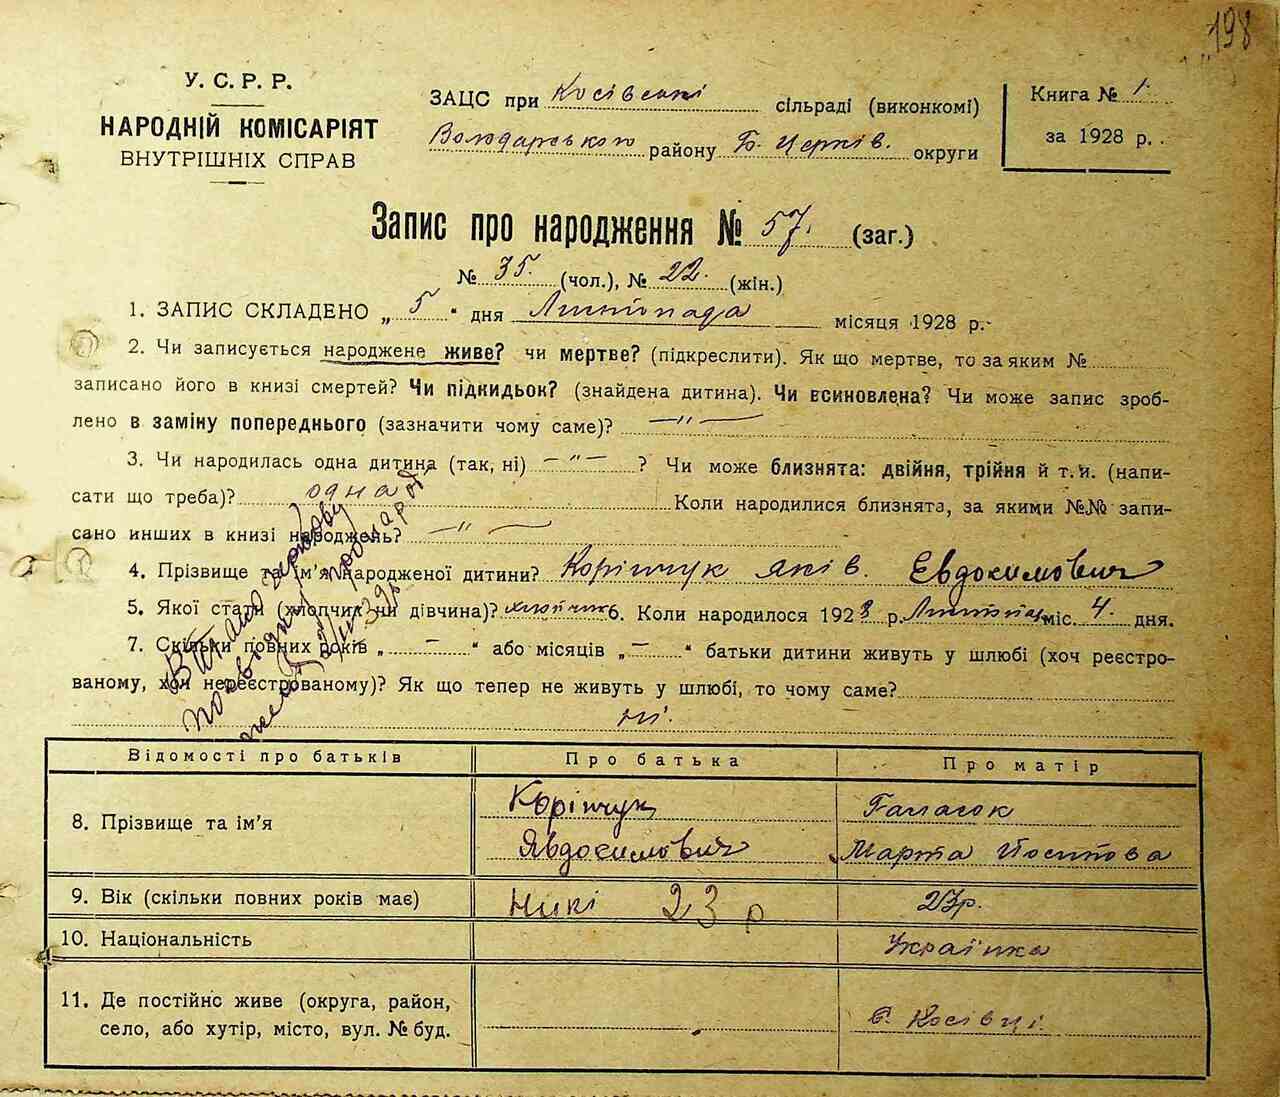 198
У. С. Р. Р.
НАРОДНІЙ КОМІСАРІЯТ
ВНУТРІШНІХ СПРАВ
ЗАЦС при Косівські сільраді (виконкомі)
Володарського району Б. Церків. округи
Книга № 1
за 1928 р.
Запис про народження № 57. (заг.)
№ 35. (чол.), № 22. (жін.)
1. ЗАПИС СКЛАДЕНО „ 5 “ дня Листопада місяця 1928 р.
2. Чи записується народжене живе? чи мертве? (підкреслити). Як що мертве, то за яким №
записано його в книзі смертей? Чи підкидьок? (знайдена дитина). Чи всиновлена? Чи може запис зроб-
лено в заміну попереднього (зазначити чому саме)? — „ —
3. Чи народилась одна дитина (так, ні) — „ — ? Чи може близнята: двійня, трійня й т. и. (напи-
сати що треба)? одна Коли народилися близнята, за якими №№ запи-
сано инших в книзі народжень? — „ —
4. Прізвище та ім'я народженої дитини? Корінчук Яків. Евдокимович
5. Якої стати (хлопчик чи дівчина)? хлопчик 6. Коли народилося 1928 р. Листопад міс. 4. дня.
7. Скільки повних років „ — “ або місяців „ — “ батьки дитини живуть у шлюбі (хоч реєстро-
ваному, хоч нереєстрованому)? Як що тепер не живуть у шлюбі, то чому саме?
ні.
Відомості про батьків Про батька Про матір
8. Прізвище та ім'я Корінчук Явдокимович Галагок Марта Йосипова
9. Вік (скільки повних років має) 23 р 23р.
10. Національність Українка
11. Де постійнс живе (округа, район,
село, або хутір, місто, вул. № буд. с. Косівці.